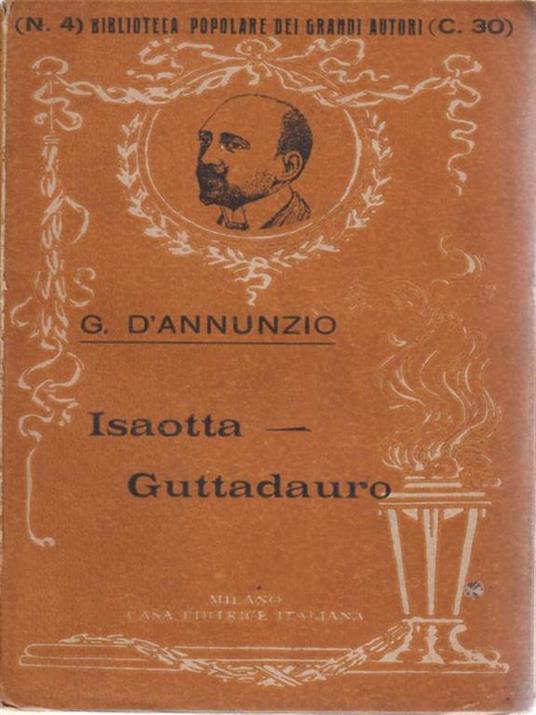 (N. 4) BIBLIOTECA POPOLARE DEI GRANDI AUTORI (C. 30)
G. D'ANNUNZIO
Isaotta —
Guttadauro
MILANO
CASA EDITRICE ITALIANA